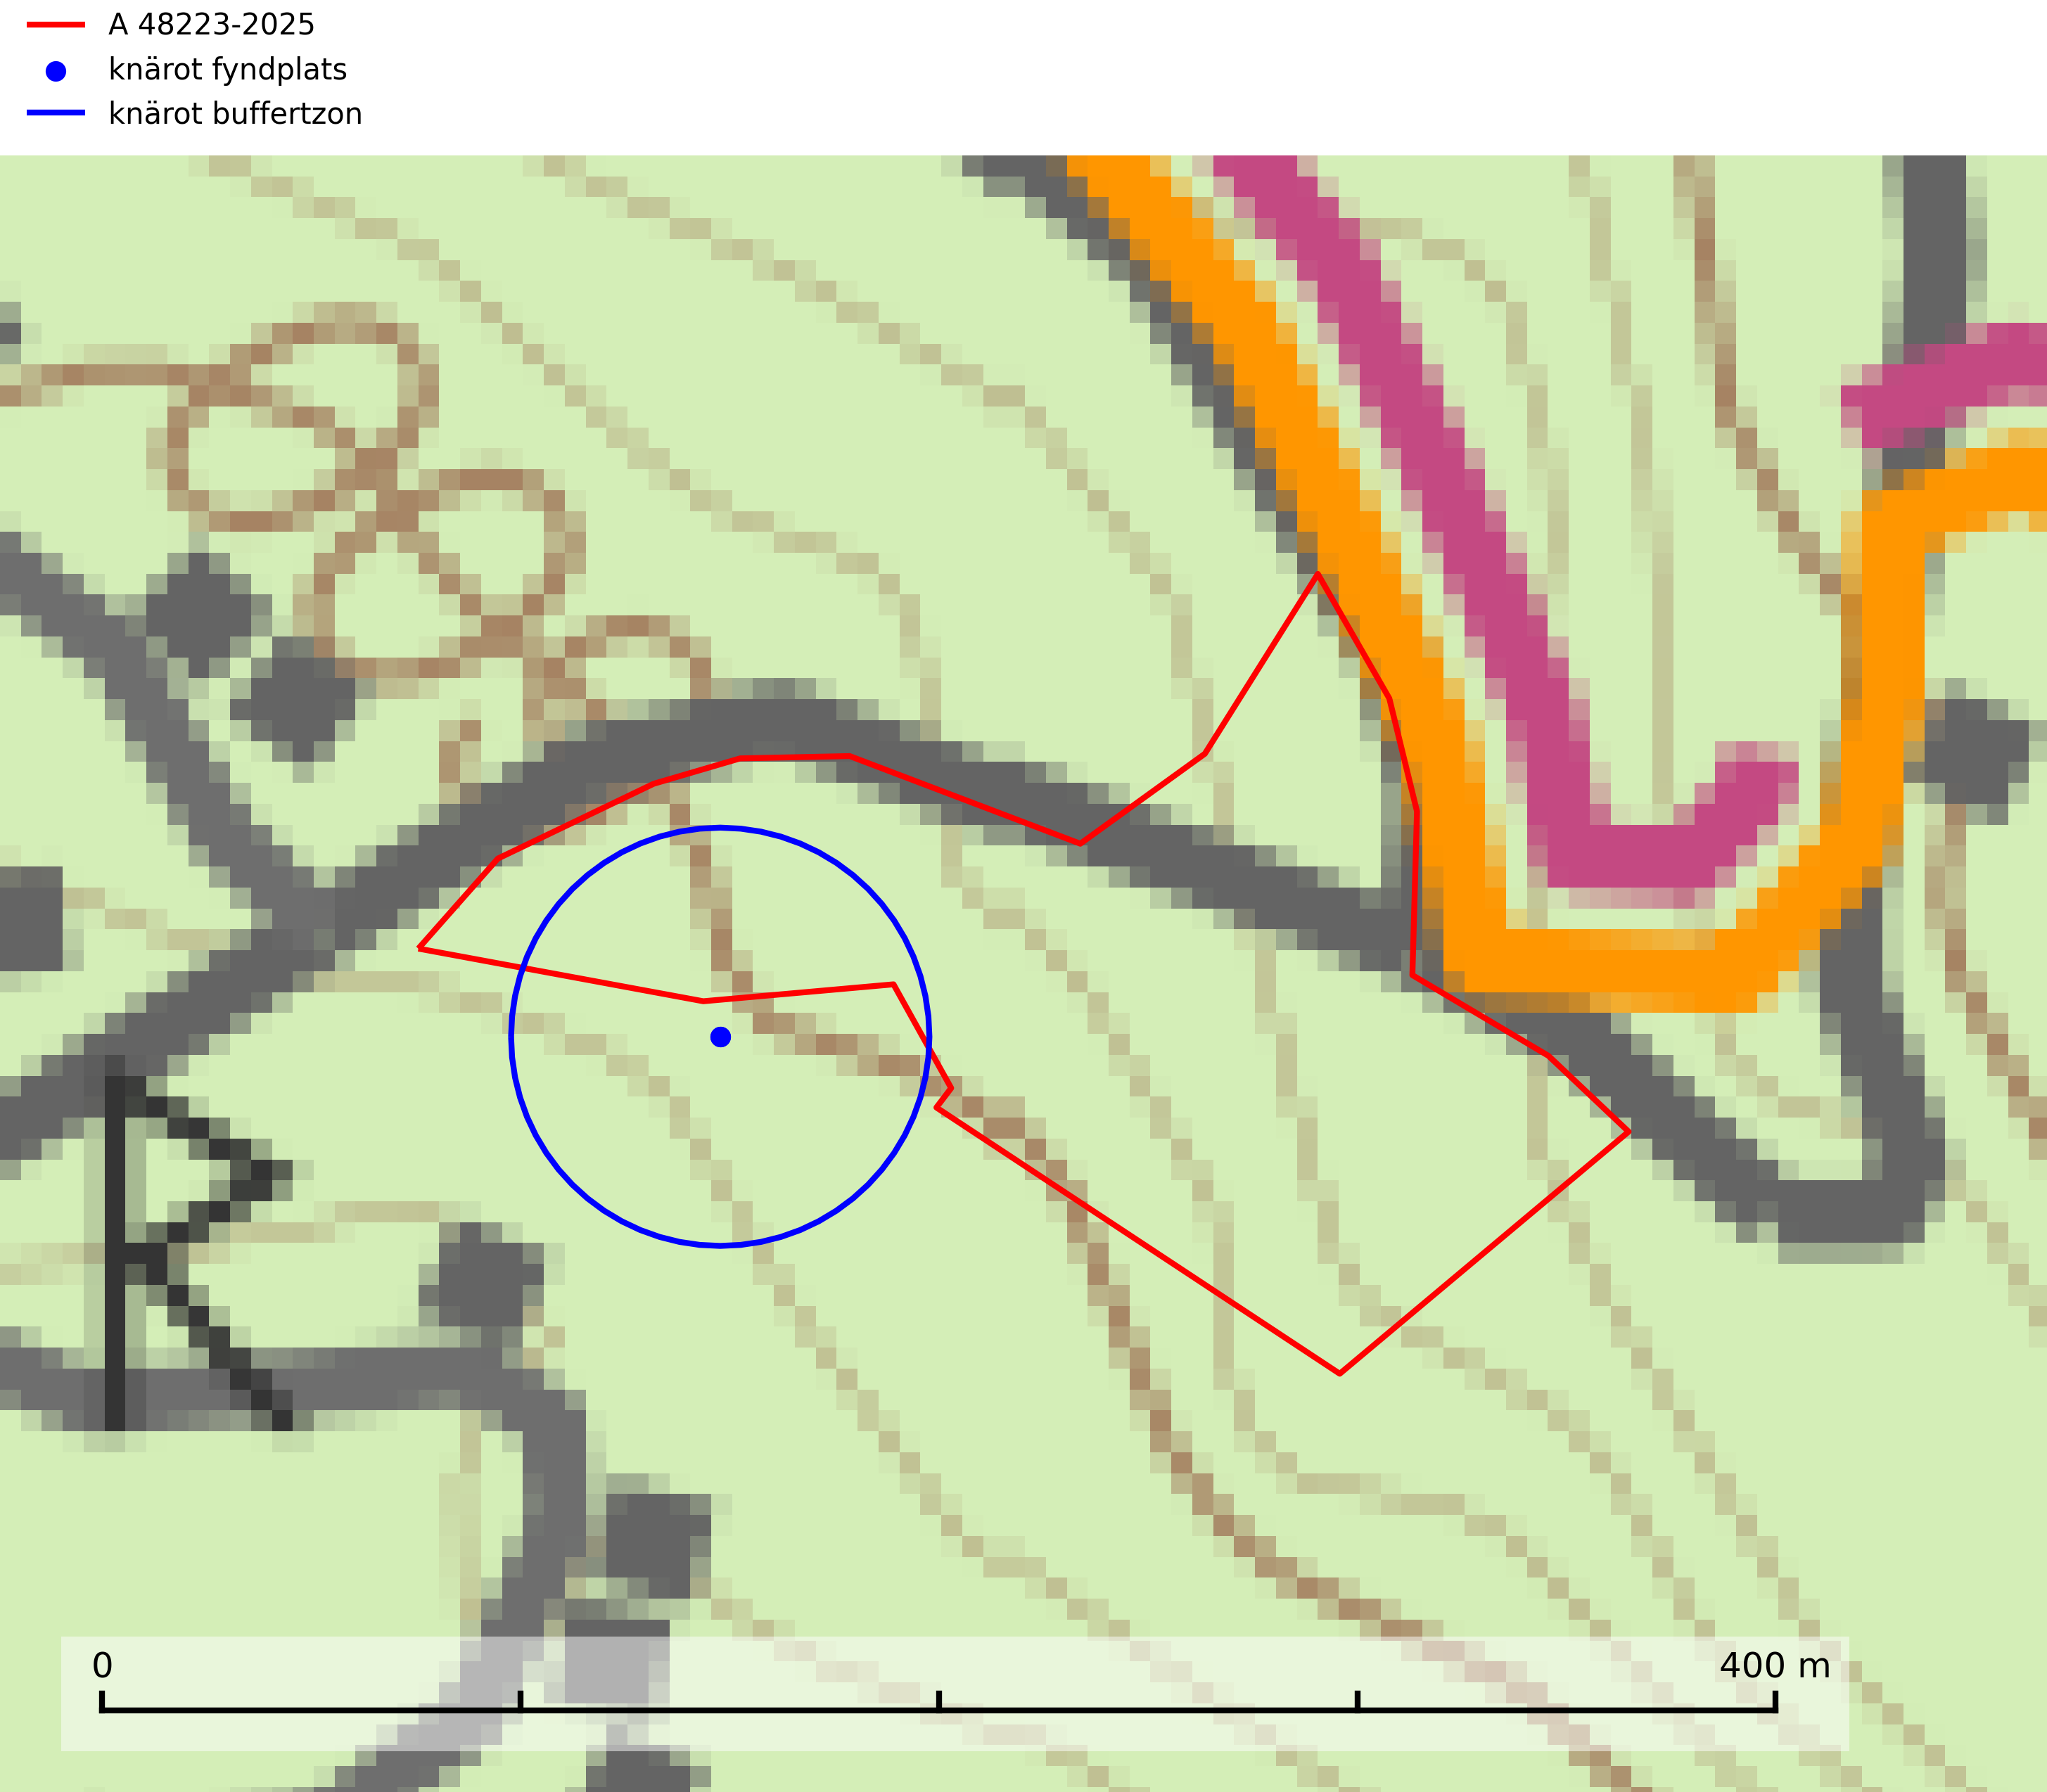 A 48223-2025
knärot fyndplats
knärot buffertzon
0 400 m